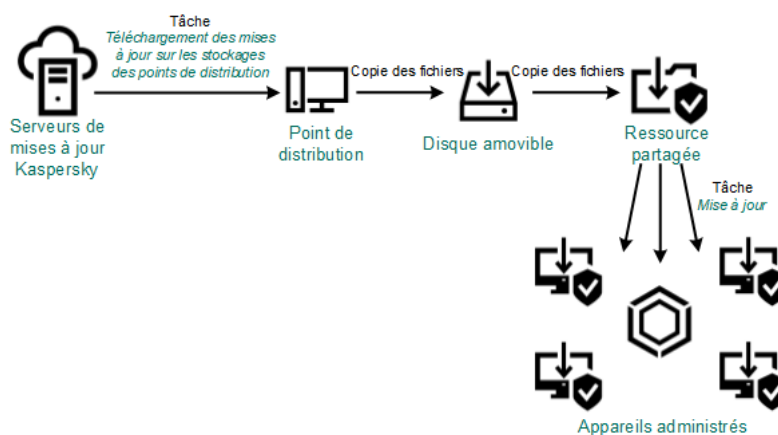 Tâche
Téléchargement des mises
à jour sur les stockages
des points de distribution
Copie des fichiers
Copie des fichiers
Serveurs de
mises à jour
Kaspersky
Point de
distribution
Disque amovible
Ressource
partagée
Tâche
Mise à jour
Appareils administrés